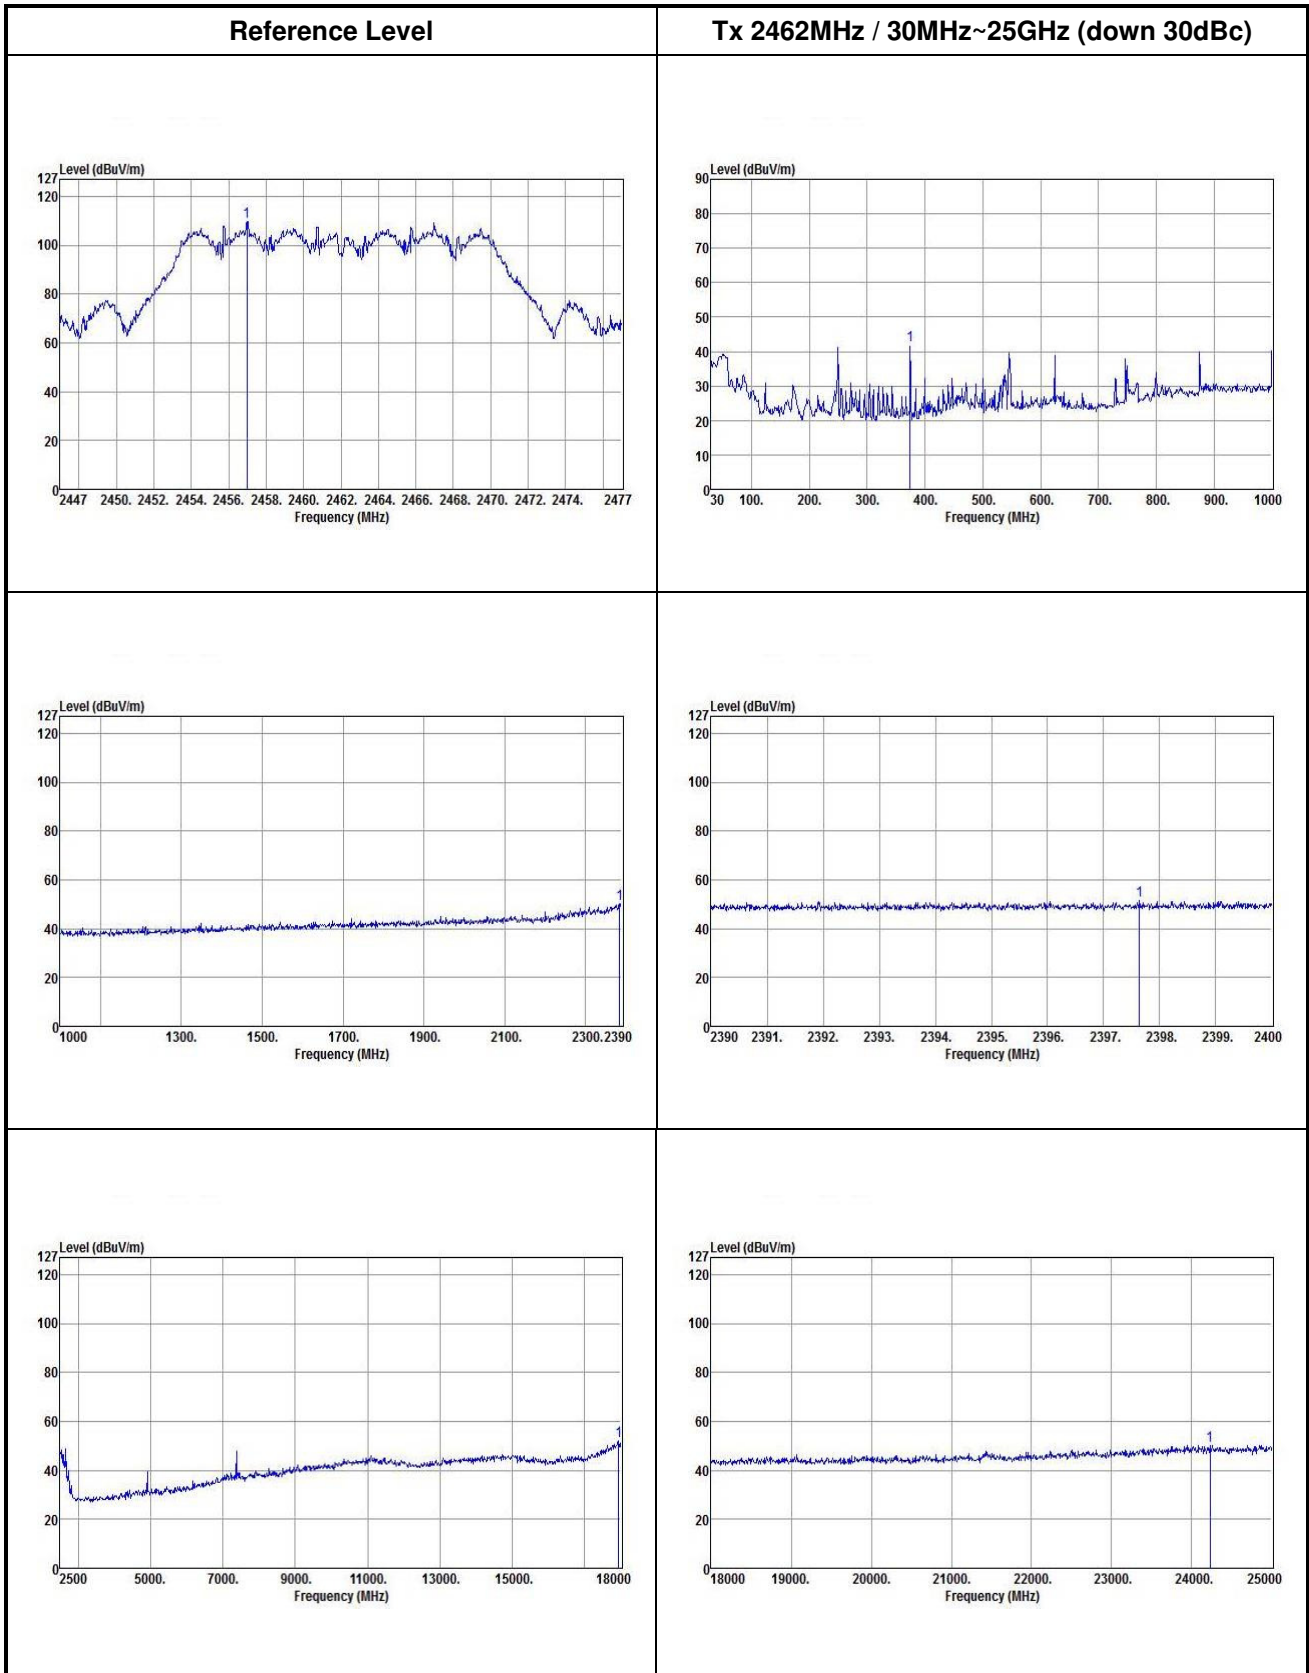 Reference Level
Tx 2462MHz / 30MHz~25GHz (down 30dBc)
Level (dBuV/m)
127
120
100
80
60
40
20
0
1
2447 2450. 2452. 2454. 2456. 2458. 2460. 2462. 2464. 2466. 2468. 2470. 2472. 2474. 2477
Frequency (MHz)
Level (dBuV/m)
90
80
70
60
50
40
30
20
10
0
1
30 100. 200. 300. 400. 500. 600. 700. 800. 900. 1000
Frequency (MHz)
Level (dBuV/m)
127
120
100
80
60
40
20
0
1
1000 1300. 1500. 1700. 1900. 2100. 2300. 2390
Frequency (MHz)
Level (dBuV/m)
127
120
100
80
60
40
20
0
1
2390 2391. 2392. 2393. 2394. 2395. 2396. 2397. 2398. 2399. 2400
Frequency (MHz)
Level (dBuV/m)
127
120
100
80
60
40
20
0
1
2500 5000. 7000. 9000. 11000. 13000. 15000. 18000
Frequency (MHz)
Level (dBuV/m)
127
120
100
80
60
40
20
0
1
18000 19000. 20000. 21000. 22000. 23000. 24000. 25000
Frequency (MHz)